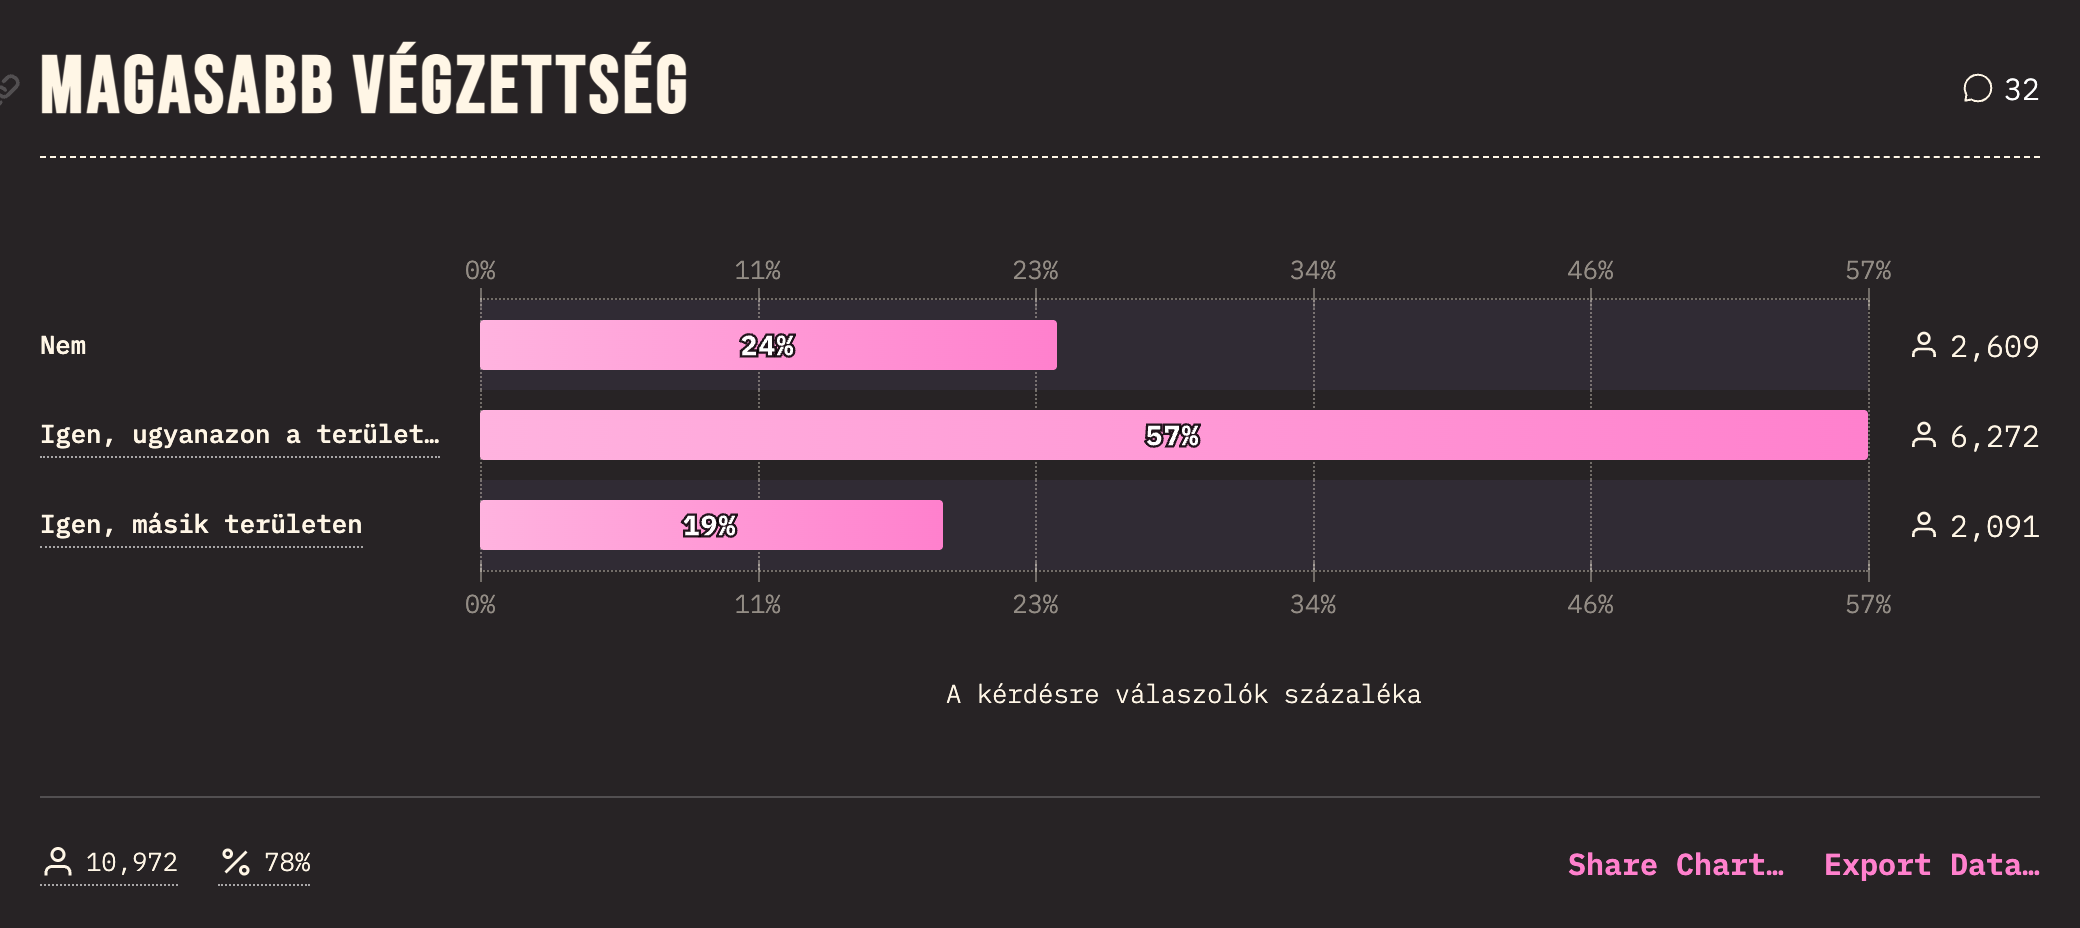 MAGASABB VÉGZETTSÉG
32
0% 11% 23% 34% 46% 57%
Nem 24% 2,609
Igen, ugyanazon a terület… 57% 6,272
Igen, másik területen 19% 2,091
0% 11% 23% 34% 46% 57%
A kérdésre válaszolók százaléka
10,972 78% Share Chart… Export Data…